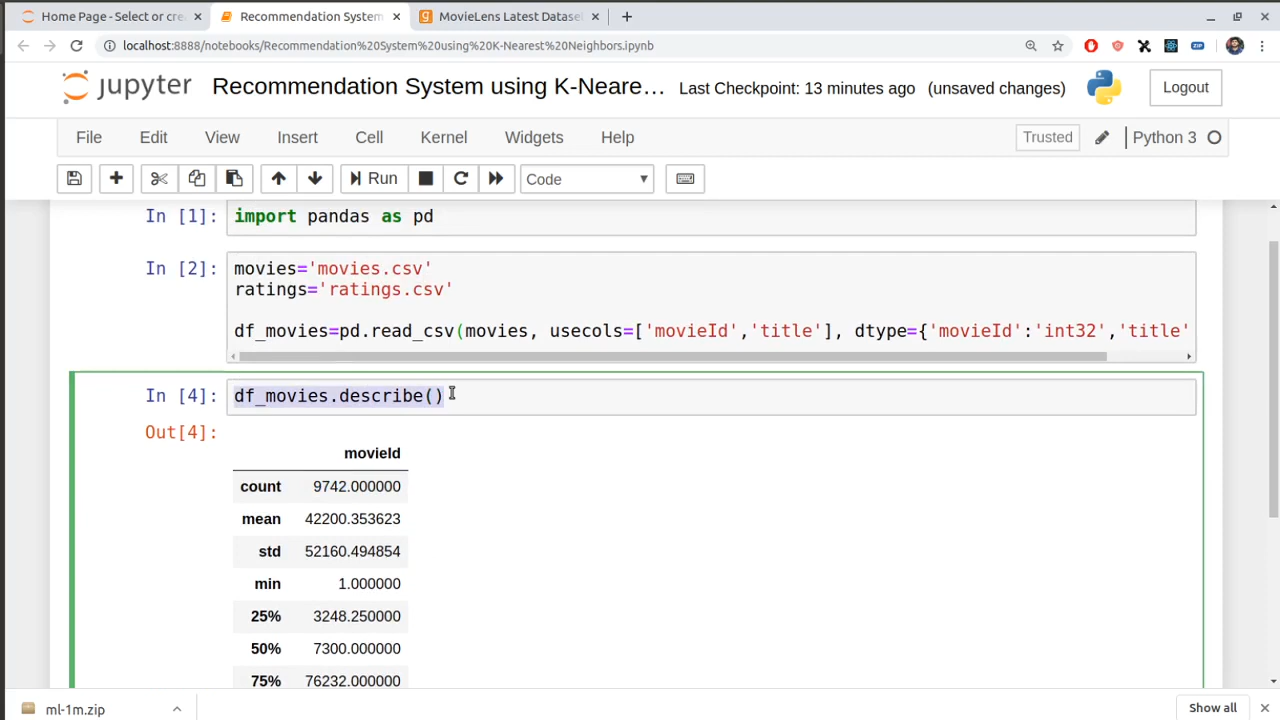 Home Page - Select or cre
Recommendation System
MovieLens Latest Datase
localhost:8888/notebooks/Recommendation%20System%20using%20K-Nearest%20Neighbors.ipynb
ZIP
jupyter Recommendation System using K-Neare... Last Checkpoint: 13 minutes ago (unsaved changes) Logout
File Edit View Insert Cell Kernel Widgets Help Trusted Python 3
Run Code
In [1]: import pandas as pd
In [2]: movies='movies.csv'
ratings='ratings.csv'
df_movies=pd.read_csv(movies, usecols=['movieId','title'], dtype={'movieId':'int32','title'
In [4]: df_movies.describe()
Out[4]:
movieId
count 9742.000000
mean 42200.353623
std 52160.494854
min 1.000000
25% 3248.250000
50% 7300.000000
75% 76232.000000
ml-1m.zip Show all